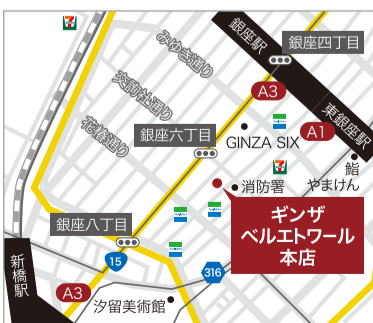 銀座駅
銀座四丁目
みゆき通り
A3
交詢社通り
東銀座駅
花椿通り
A1
銀座六丁目
GINZA SIX
鮨
やまけん
消防署
ギンザ
ベルエトワール
本店
銀座八丁目
新橋駅
15
316
A3
汐留美術館